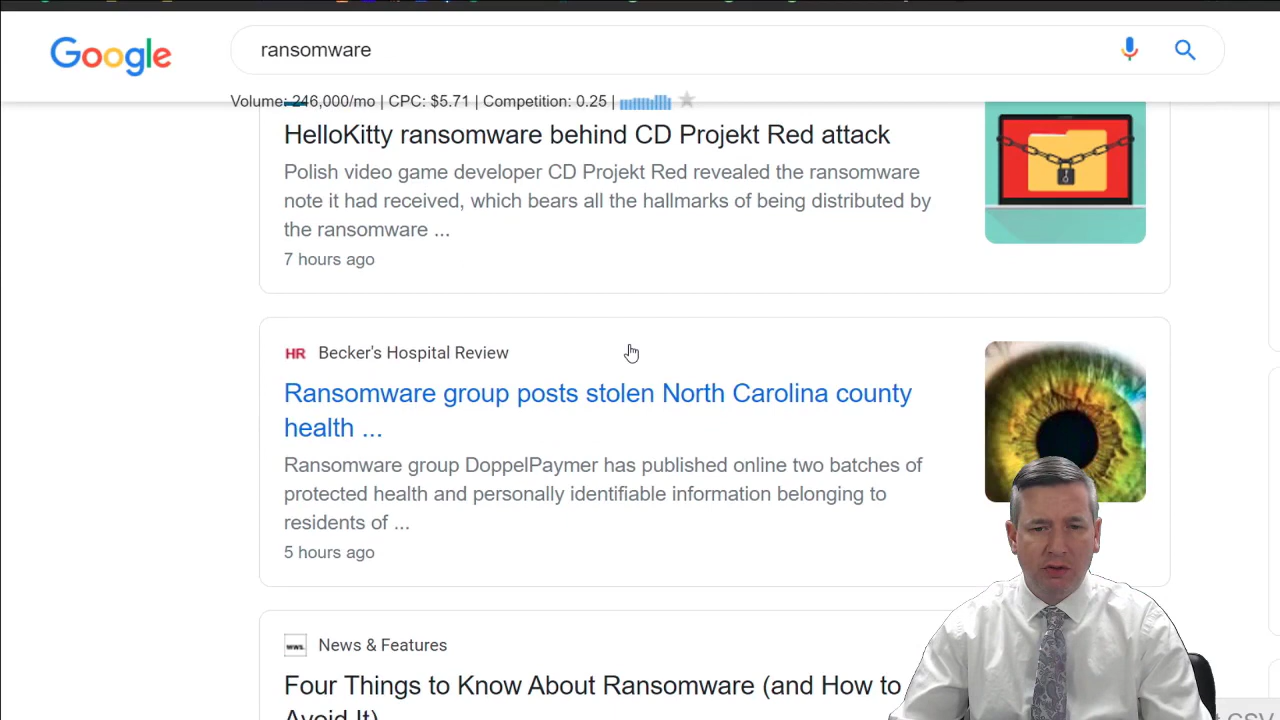 Google
ransomware
Volume: 246,000/mo | CPC: $5.71 | Competition: 0.25 |
HelloKitty ransomware behind CD Projekt Red attack
Polish video game developer CD Projekt Red revealed the ransomware
note it had received, which bears all the hallmarks of being distributed by
the ransomware ...
7 hours ago
HR Becker's Hospital Review
Ransomware group posts stolen North Carolina county
health ...
Ransomware group DoppelPaymer has published online two batches of
protected health and personally identifiable information belonging to
residents of ...
5 hours ago
WWS. News & Features
Four Things to Know About Ransomware (and How to
Avoid It)
CSV